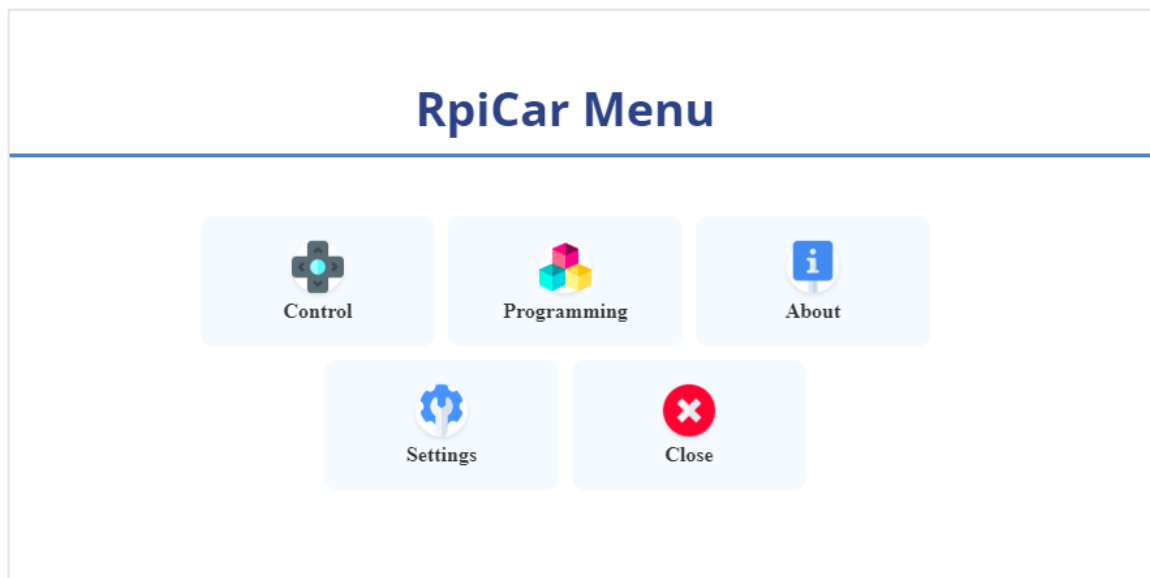 RpiCar Menu
Control
Programming
About
Settings
Close